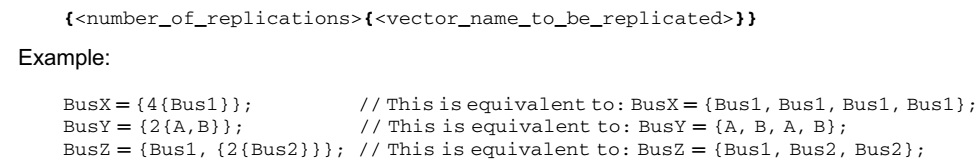 {<number_of_replications>{<vector_name_to_be_replicated>}}
Example:
BusX = {4{Bus1}}; // This is equivalent to: BusX = {Bus1, Bus1, Bus1, Bus1};
BusY = {2{A,B}}; // This is equivalent to: BusY = {A, B, A, B};
BusZ = {Bus1, {2{Bus2}}}; // This is equivalent to: BusZ = {Bus1, Bus2, Bus2};